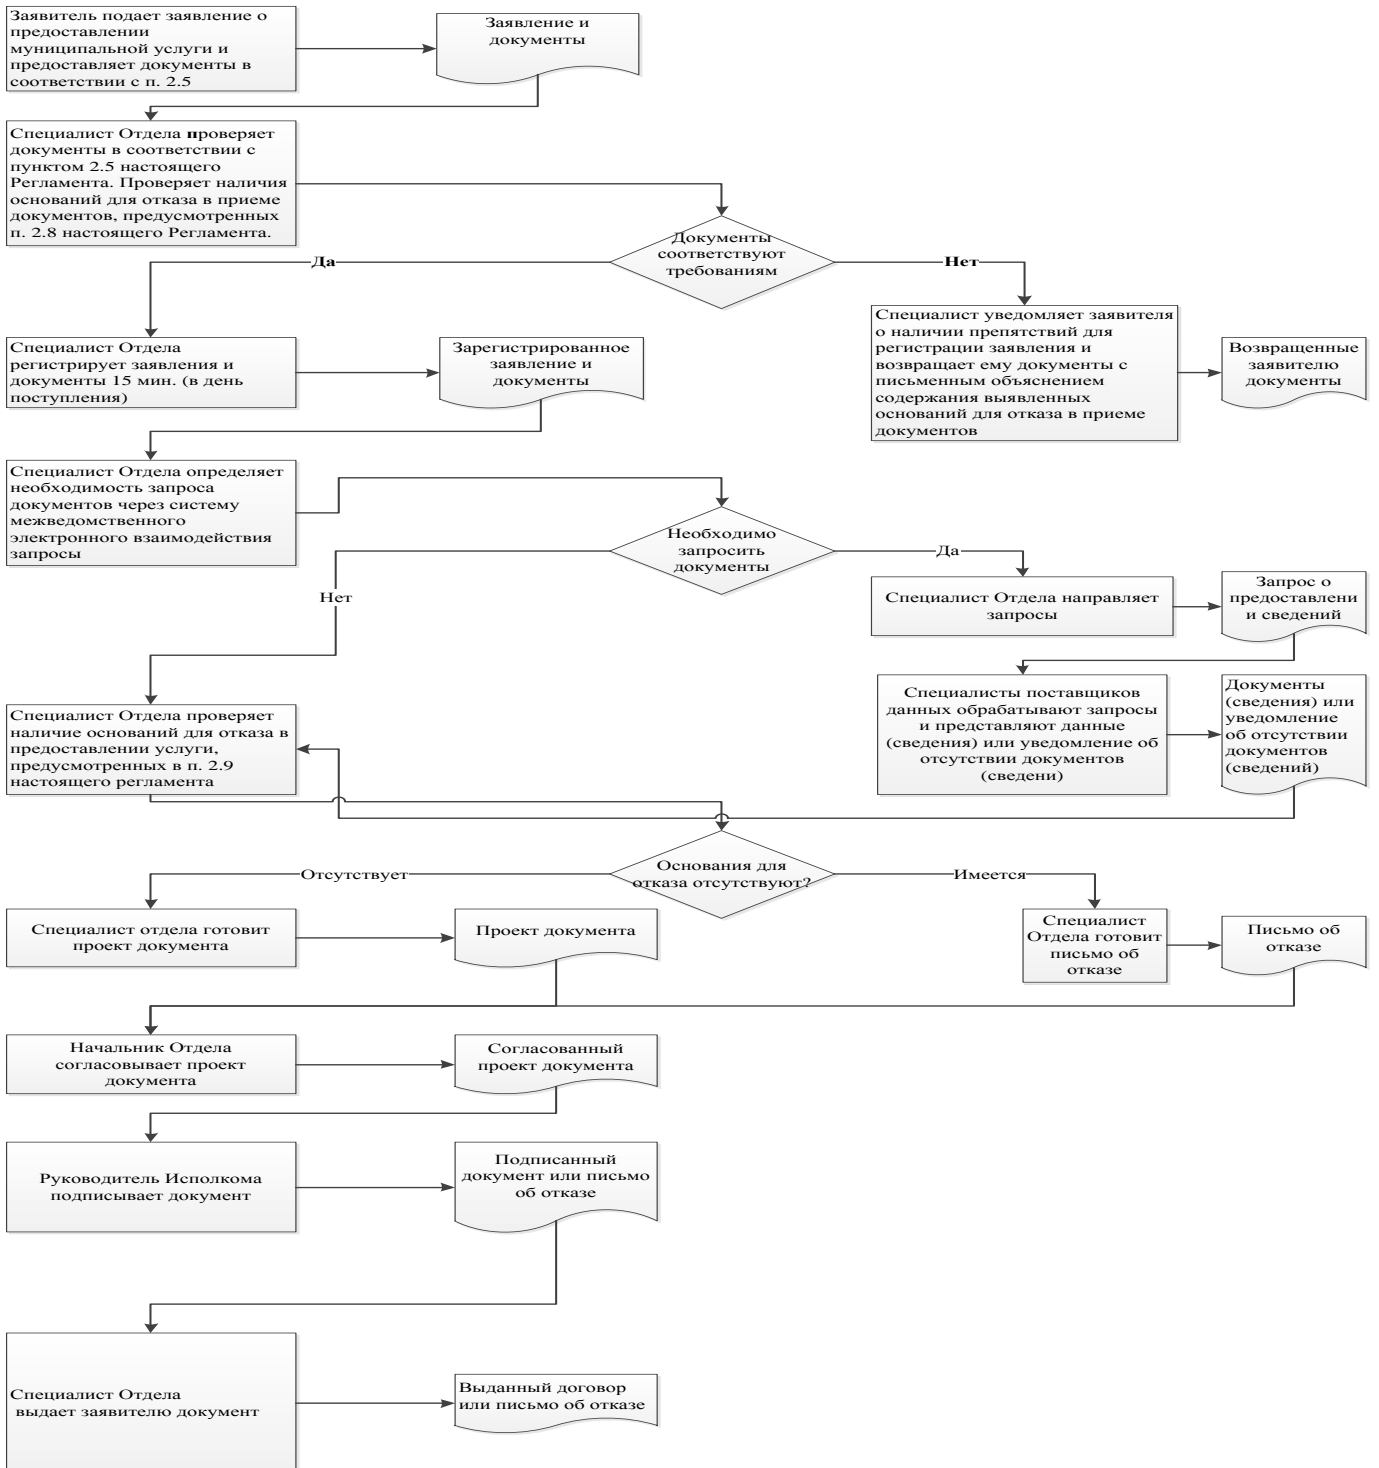 Заявитель подает заявление о
предоставлении
муниципальной услуги и
предоставляет документы в
соответствии с п. 2.5
Заявление и
документы
Специалист Отдела проверяет
документы в соответствии с
пунктом 2.5 настоящего
Регламента. Проверяет наличия
оснований для отказа в приеме
документов, предусмотренных
п. 2.8 настоящего Регламента.
Документы
соответствуют
требованиям
Да
Нет
Специалист Отдела
регистрирует заявления и
документы 15 мин. (в день
поступления)
Зарегистрированное
заявление и
документы
Специалист уведомляет заявителя
о наличии препятствий для
регистрации заявления и
возвращает ему документы с
письменным объяснением
содержания выявленных
оснований для отказа в приеме
документов
Возвращенные
заявителю
документы
Специалист Отдела определяет
необходимость запроса
документов через систему
межведомственного
электронного взаимодействия
запросы
Необходимо
запросить
документы
Да
Нет
Специалист Отдела направляет
запросы
Запрос о
предоставлени
и сведений
Специалисты поставщиков
данных обрабатывают запросы
и представляют данные
(сведения) или уведомление об
отсутствии документов
(сведени)
Документы
(сведения) или
уведомление
об отсутствии
документов
(сведений)
Специалист Отдела проверяет
наличие оснований для отказа в
предоставлении услуги,
предусмотренных в п. 2.9
настоящего регламента
Основания для
отказа отсутствуют?
Отсутствует
Имеется
Специалист отдела готовит
проект документа
Проект документа
Специалист
Отдела готовит
письмо об
отказе
Письмо об
отказе
Начальник Отдела
согласовывает проект
документа
Согласованный
проект документа
Руководитель Исполкома
подписывает документ
Подписанный
документ или письмо
об отказе
Специалист Отдела
выдает заявителю документ
Выданный договор
или письмо об отказе